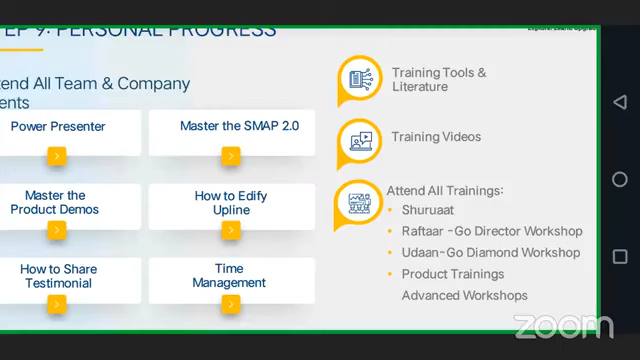 EP 9: PERSONAL PROGRESS
tend All Team & Company
ents
Power Presenter
Master the SMAP 2.0
Master the
Product Demos
How to Edify
Upline
How to Share
Testimonial
Time
Management
Training Tools &
Literature
Training Videos
Attend All Trainings:
• Shuruaat
• Raftaar -Go Director Workshop
• Udaan-Go Diamond Workshop
• Product Trainings
Advanced Workshops
zoom